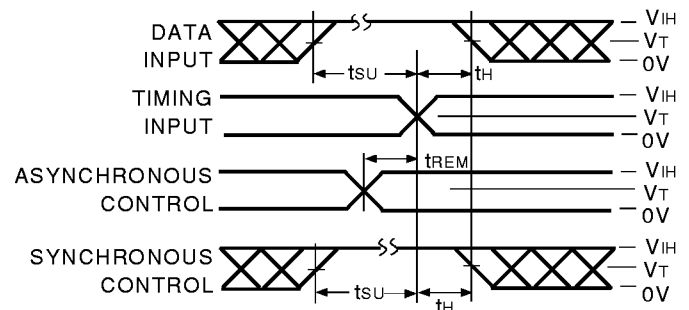 DATA
INPUT
tSU
tH
VIH
VT
0V
TIMING
INPUT
tREM
VIH
VT
0V
ASYNCHRONOUS
CONTROL
VIH
VT
0V
SYNCHRONOUS
CONTROL
tSU
tH
VIH
VT
0V